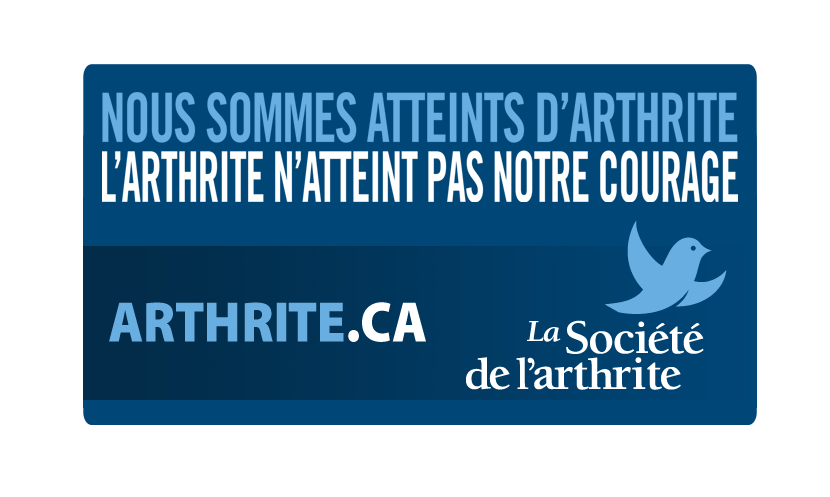 NOUS SOMMES ATTEINTS D'ARTHRITE
L'ARTHRITE N'ATTEINT PAS NOTRE COURAGE
ARTHRITE.CA
La Société
de l'arthrite